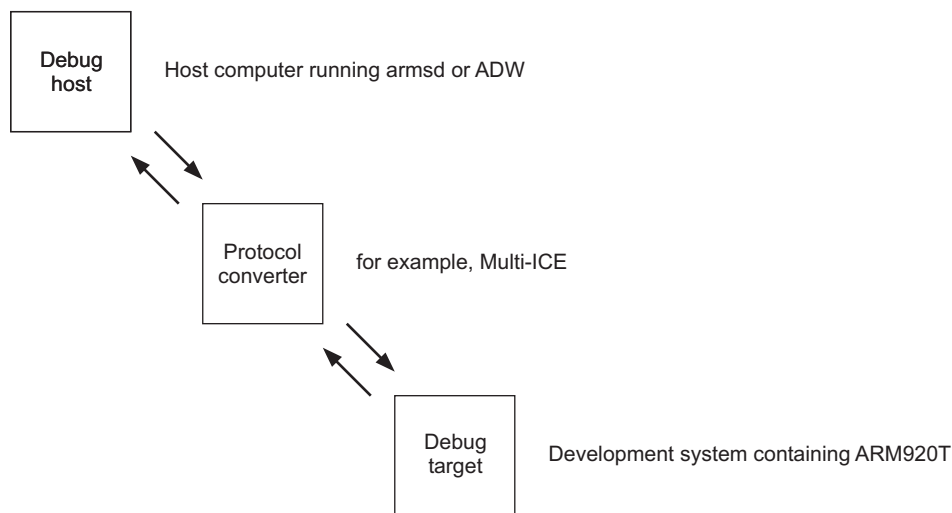 Debug
host
Host computer running armsd or ADW
Protocol
converter
for example, Multi-ICE
Debug
target
Development system containing ARM920T